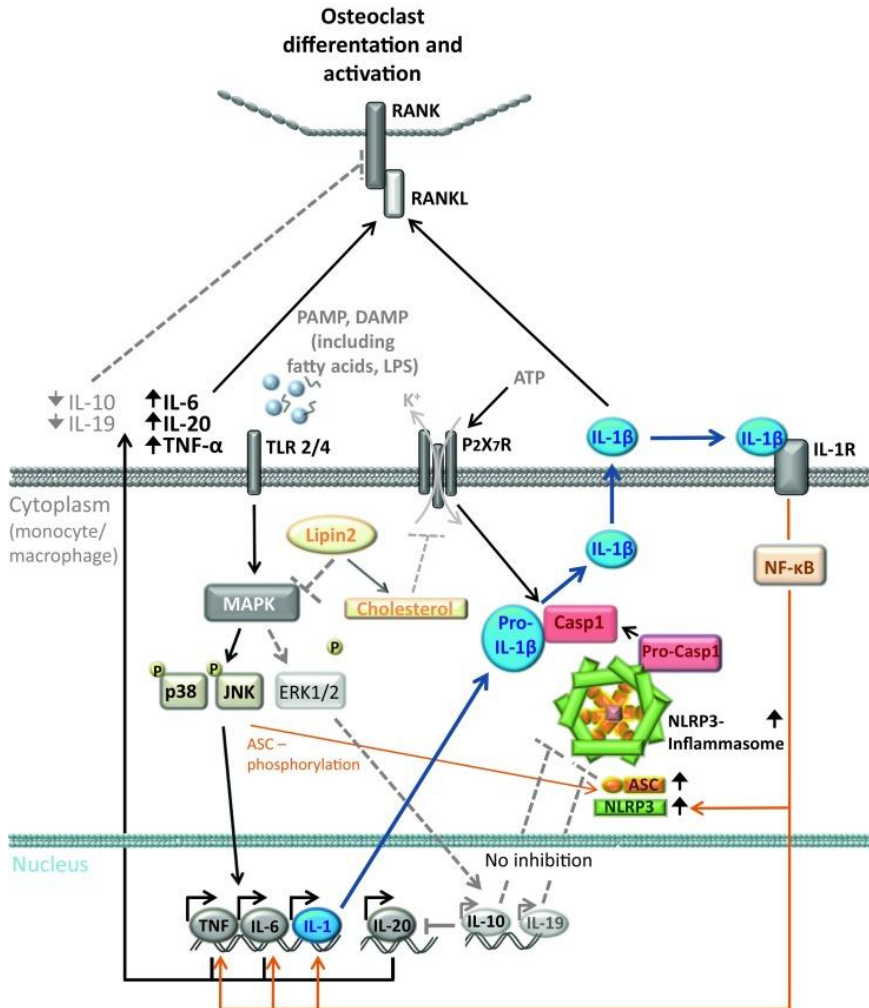 Osteoclast
differentation and
activation
RANK
RANKL
PAMP, DAMP
(including
fatty acids, LPS)
ATP
K+
IL-10
IL-19
IL-6
IL-20
TNF-α
TLR 2/4
P2X7R
IL-1β
IL-1β
IL-1R
Cytoplasm
(monocyte/
macrophage)
Lipin2
IL-1β
NF-κB
MAPK
Cholesterol
Pro-
IL-1β
Casp1
Pro-Casp1
P
P
P
p38
JNK
ERK1/2
NLRP3-
Inflammasome
ASC –
phosphorylation
ASC
NLRP3
Nucleus
No inhibition
TNF
IL-6
IL-1
IL-20
IL-10
IL-19